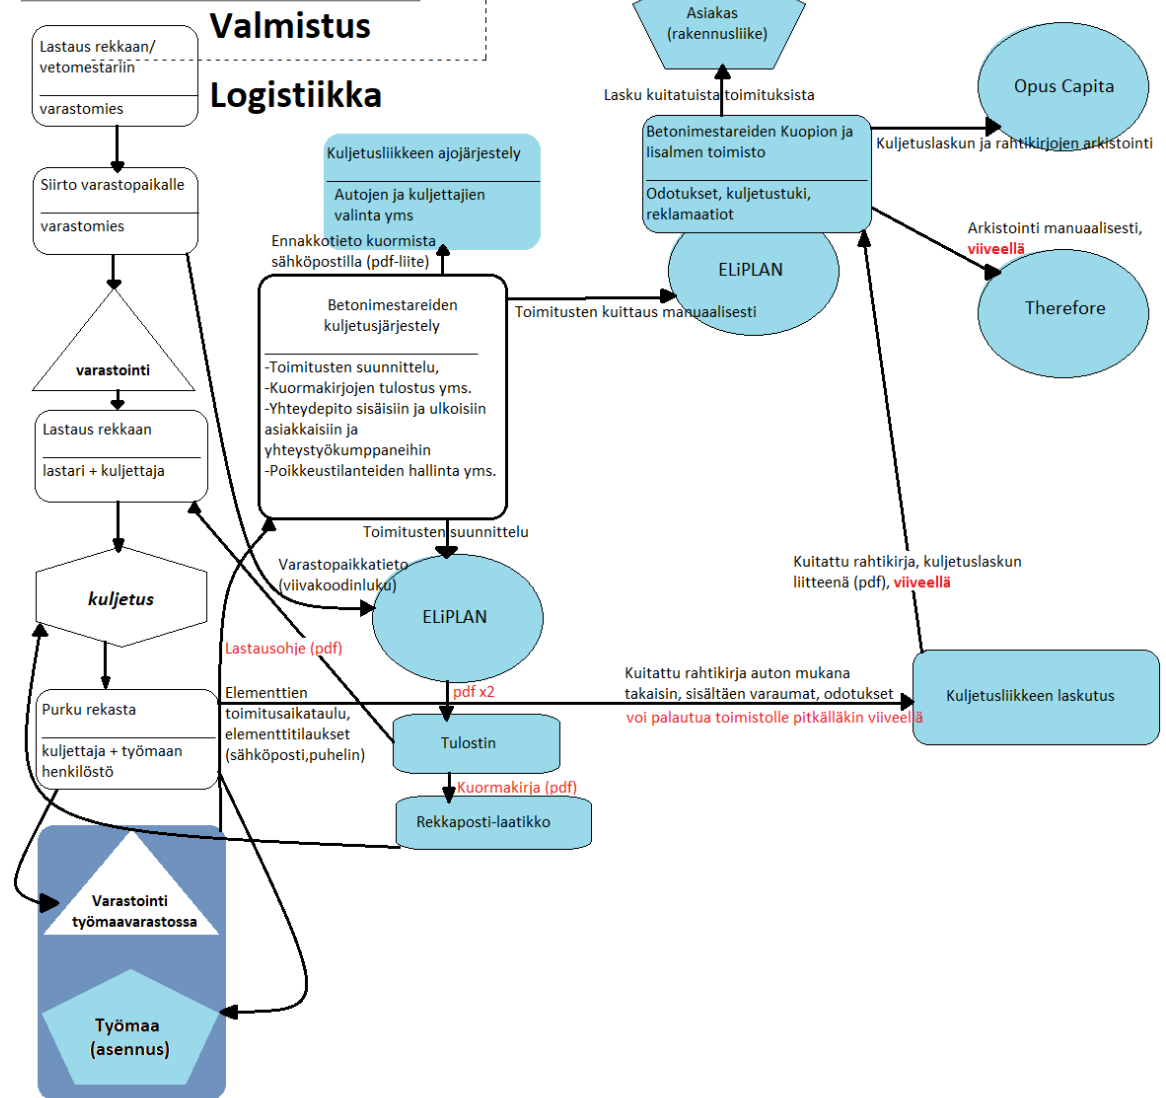 Valmistus
Logistiikka
Lastaus rekkaan/
vetomestariin
varastomies
Siirto varastopaikalle
varastomies
varastointi
Lastaus rekkaan
lastari + kuljettaja
kuljetus
Purku rekasta
kuljettaja + työmaan
henkilöstö
Varastointi
työmaavarastossa
Työmaa
(asennus)
Kuljetusliikkeen ajojärjestely
Autojen ja kuljettajien
valinta yms
Ennakkotieto kuormista
sähköpostilla (pdf-liite)
Betonimestareiden
kuljetusjärjestely
-Toimitusten suunnittelu,
-Kuormakirjojen tulostus yms.
-Yhteydepito sisäisiin ja ulkoisiin
asiakkaisiin ja
yhteystyökumppaneihin
-Poikkeustilanteiden hallinta yms.
Toimitusten suunnittelu
Varastopaikkatieto
(viivakoodinluku)
ELiPLAN
Lastausohje (pdf)
Elementtien
toimitusaikataulu,
elementtitilaukset
(sähköposti,puhelin)
pdf x2
Tulostin
Kuormakirja (pdf)
Rekkaposti-laatikko
Asiakas
(rakennusliike)
Lasku kuitatuista toimituksista
Betonimestareiden Kuopion ja
Iisalmen toimisto
Odotukset, kuljetustuki,
reklamaatiot
ELiPLAN
Toimitusten kuittaus manuaalisesti
Opus Capita
Kuljetuslaskun ja rahtikirjojen arkistointi
Arkistointi manuaalisesti,
viiveellä
Therefore
Kuitattu rahtikirja, kuljetuslaskun
liitteenä (pdf), viiveellä
Kuitattu rahtikirja auton mukana
takaisin, sisältäen varaumat, odotukset
voi palautua toimistolle pitkälläkin viiveellä
Kuljetusliikkeen laskutus